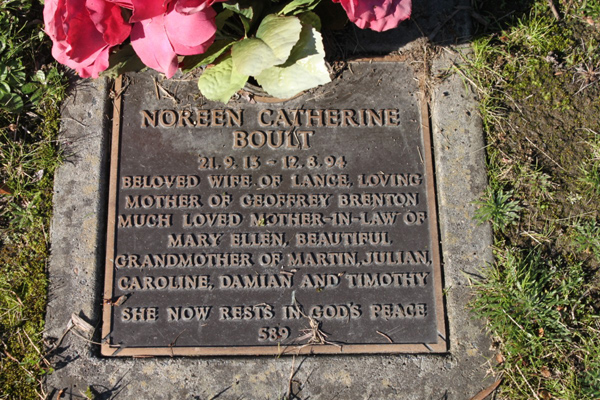 NOREEN CATHERINE
BOULT
21.9.13 - 12.8.94
BELOVED WIFE OF LANCE, LOVING
MOTHER OF GEOFFREY BRENTON
MUCH LOVED MOTHER-IN-LAW OF
MARY ELLEN, BEAUTIFUL
GRANDMOTHER OF MARTIN, JULIAN,
CAROLINE, DAMIAN AND TIMOTHY
SHE NOW RESTS IN GOD'S PEACE
589